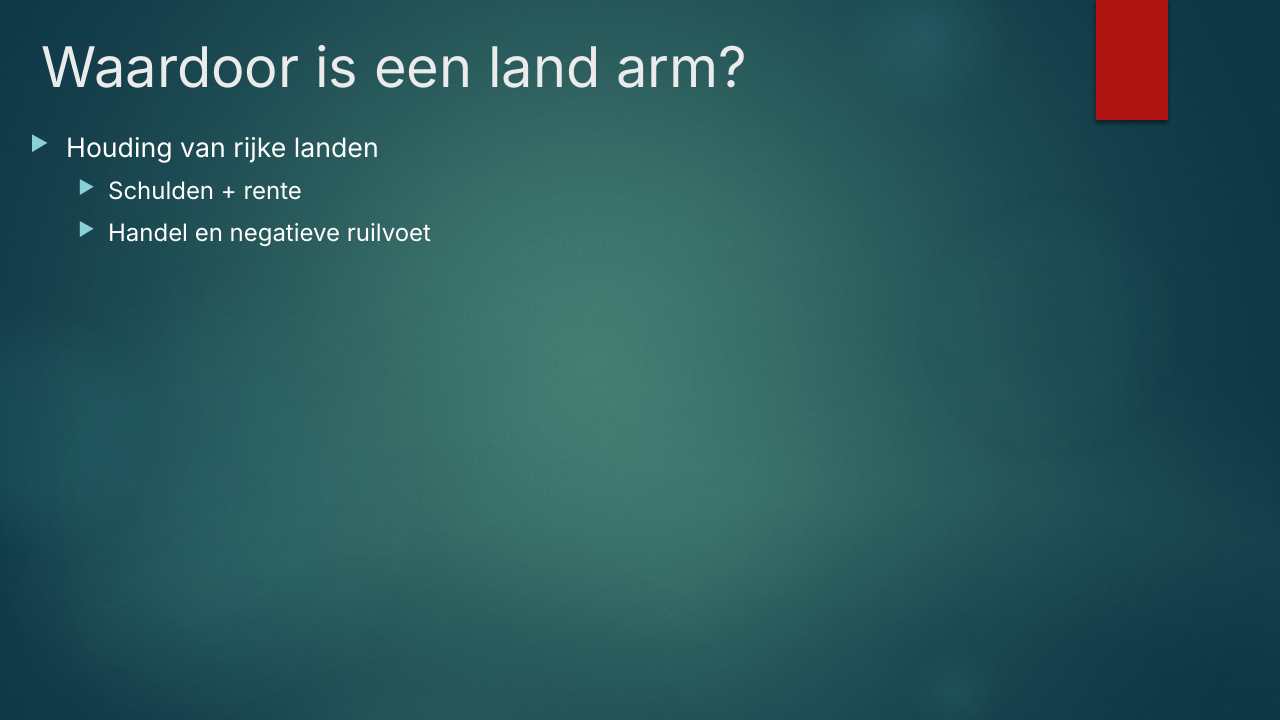 Waardoor is een land arm?
Houding van rijke landen
Schulden + rente
Handel en negatieve ruilvoet